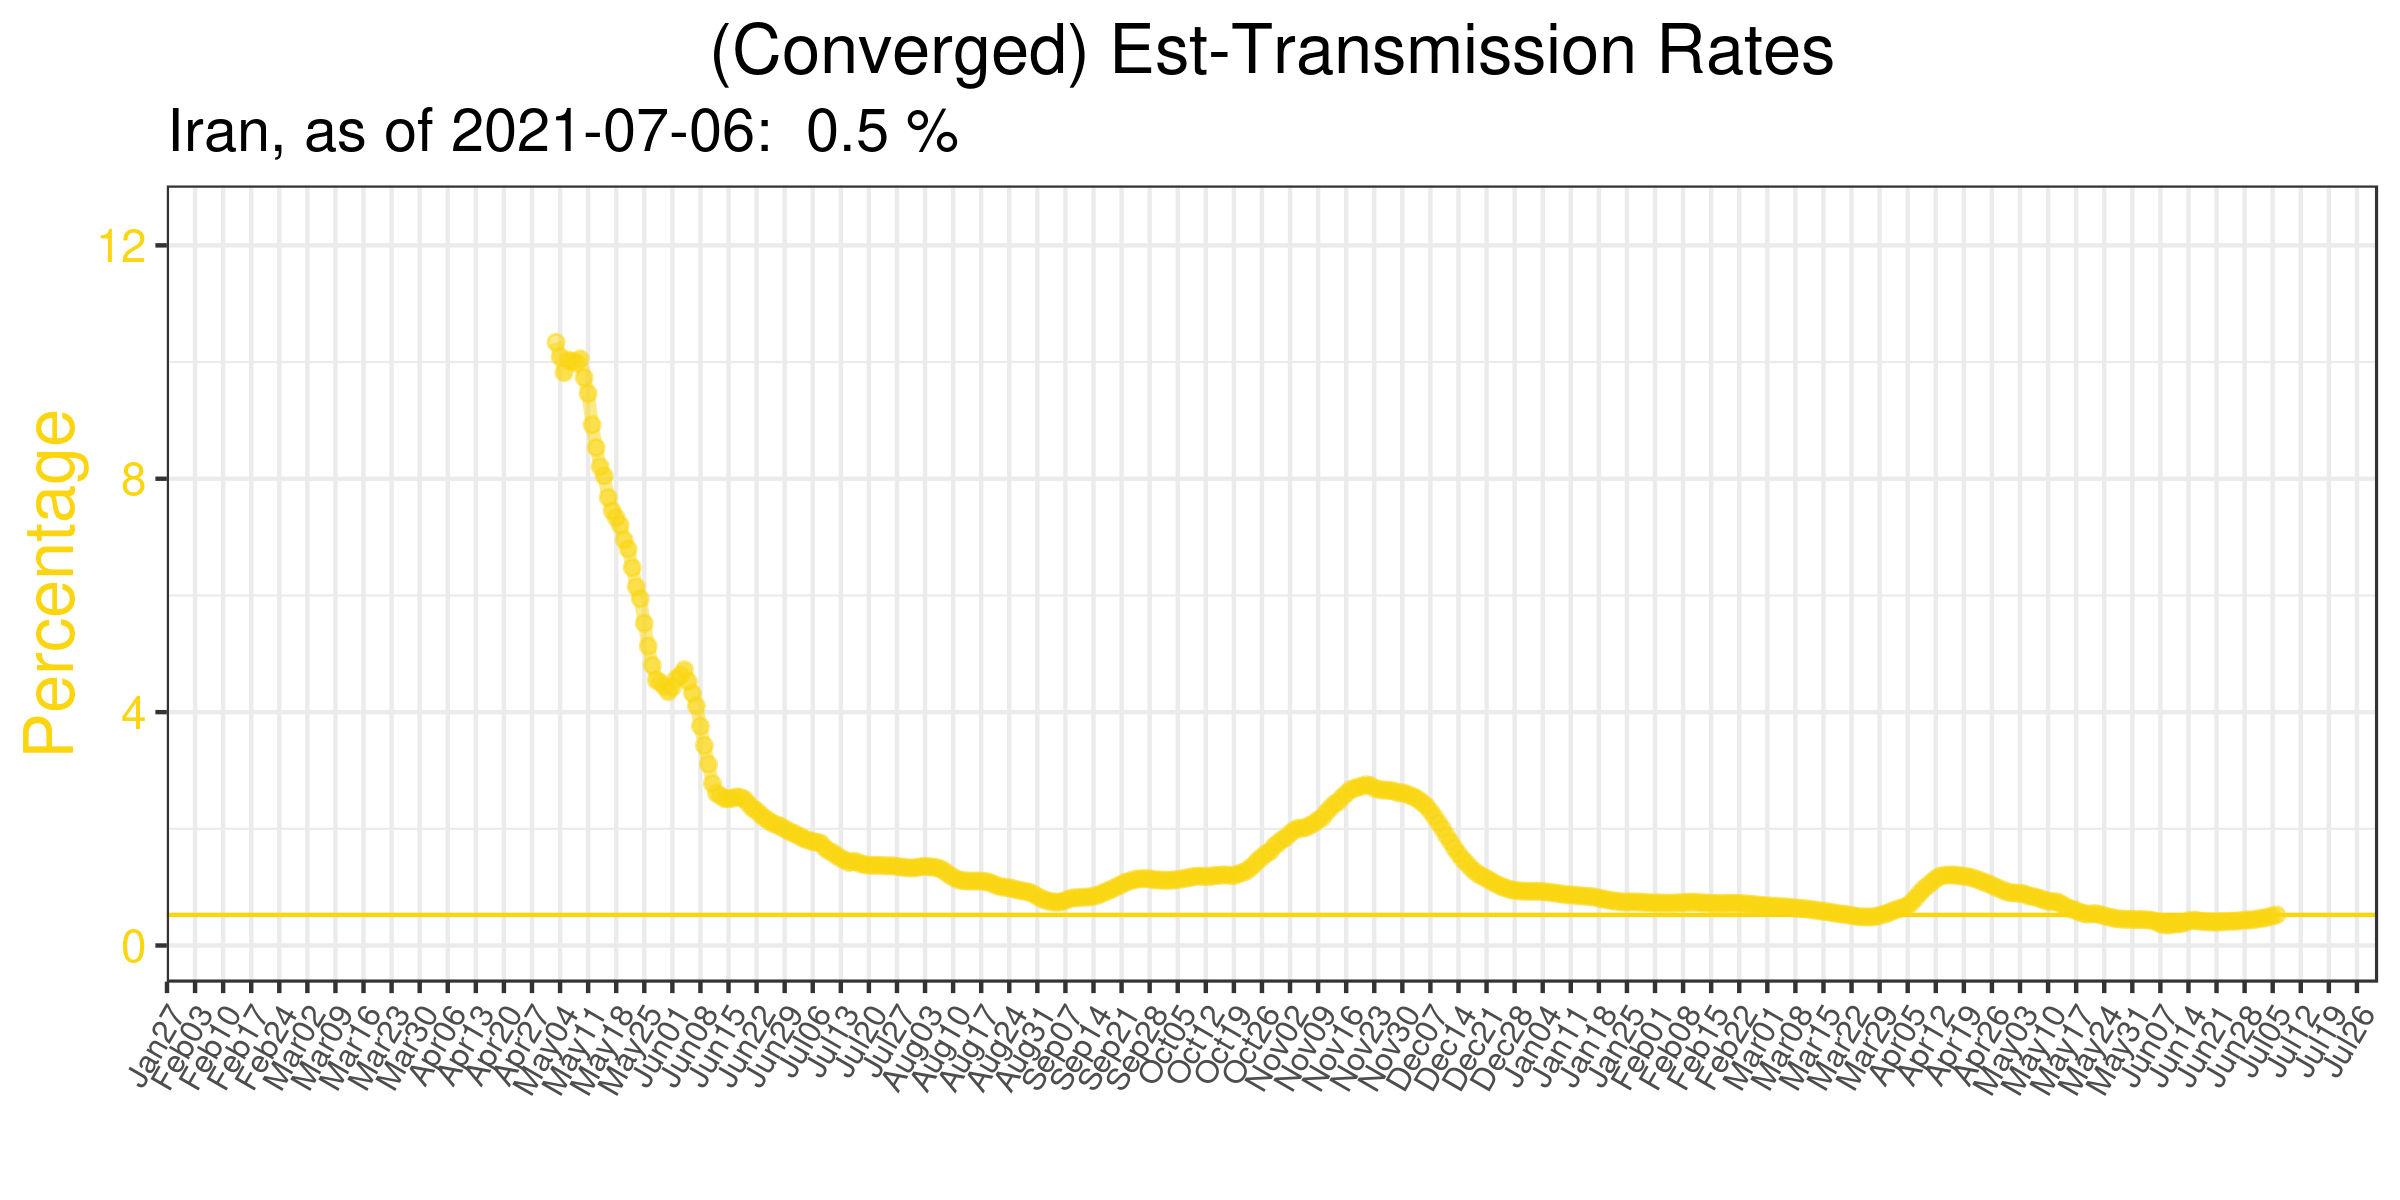 (Converged) Est-Transmission Rates
Iran, as of 2021-07-06:  0.5 %
Percentage
12
8
4
0
Jan27
Feb03
Feb10
Feb17
Feb24
Mar02
Mar09
Mar16
Mar23
Mar30
Apr06
Apr13
Apr20
Apr27
May04
May11
May18
May25
Jun01
Jun08
Jun15
Jun22
Jun29
Jul06
Jul13
Jul20
Jul27
Aug03
Aug10
Aug17
Aug24
Aug31
Sep07
Sep14
Sep21
Sep28
Oct05
Oct12
Oct19
Oct26
Nov02
Nov09
Nov16
Nov23
Nov30
Dec07
Dec14
Dec21
Dec28
Jan04
Jan11
Jan18
Jan25
Feb01
Feb08
Feb15
Feb22
Mar01
Mar08
Mar15
Mar22
Mar29
Apr05
Apr12
Apr19
Apr26
May03
May10
May17
May24
May31
Jun07
Jun14
Jun21
Jun28
Jul05
Jul12
Jul19
Jul26